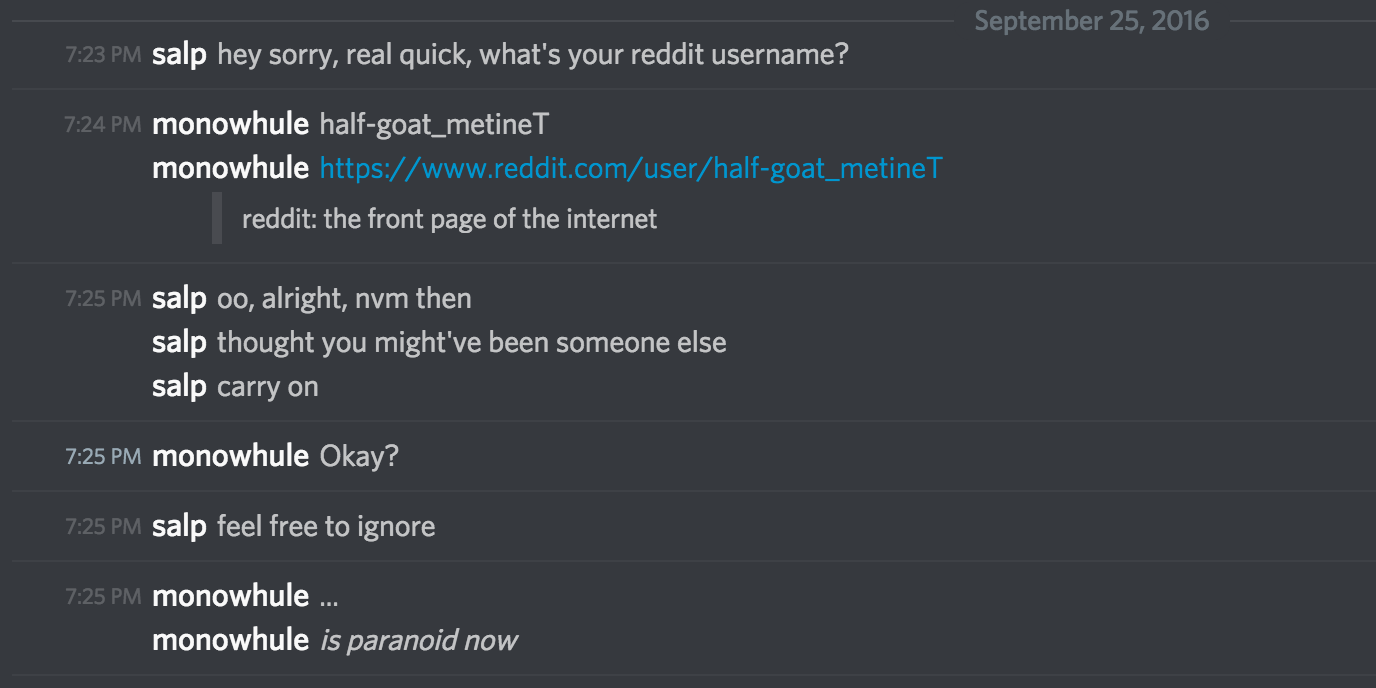 September 25, 2016
7:23 PM salp hey sorry, real quick, what's your reddit username?
7:24 PM monowhule half-goat_metineT
monowhule https://www.reddit.com/user/half-goat_metineT
reddit: the front page of the internet
7:25 PM salp oo, alright, nvm then
salp thought you might've been someone else
salp carry on
7:25 PM monowhule Okay?
7:25 PM salp feel free to ignore
7:25 PM monowhule ...
monowhule is paranoid now